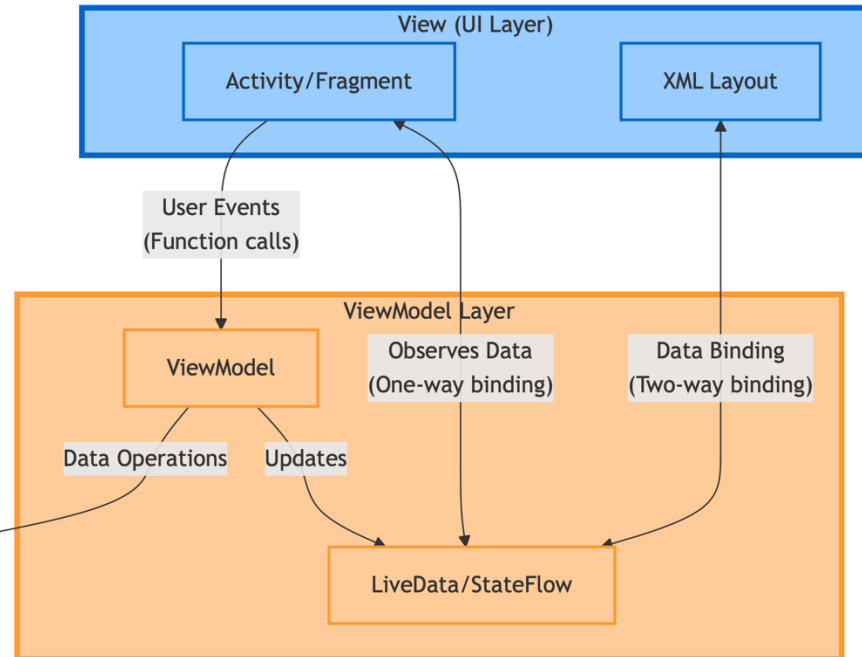 View (UI Layer)
Activity/Fragment
XML Layout
User Events
(Function calls)
ViewModel Layer
ViewModel
Observes Data
(One-way binding)
Data Binding
(Two-way binding)
Data Operations
Updates
LiveData/StateFlow